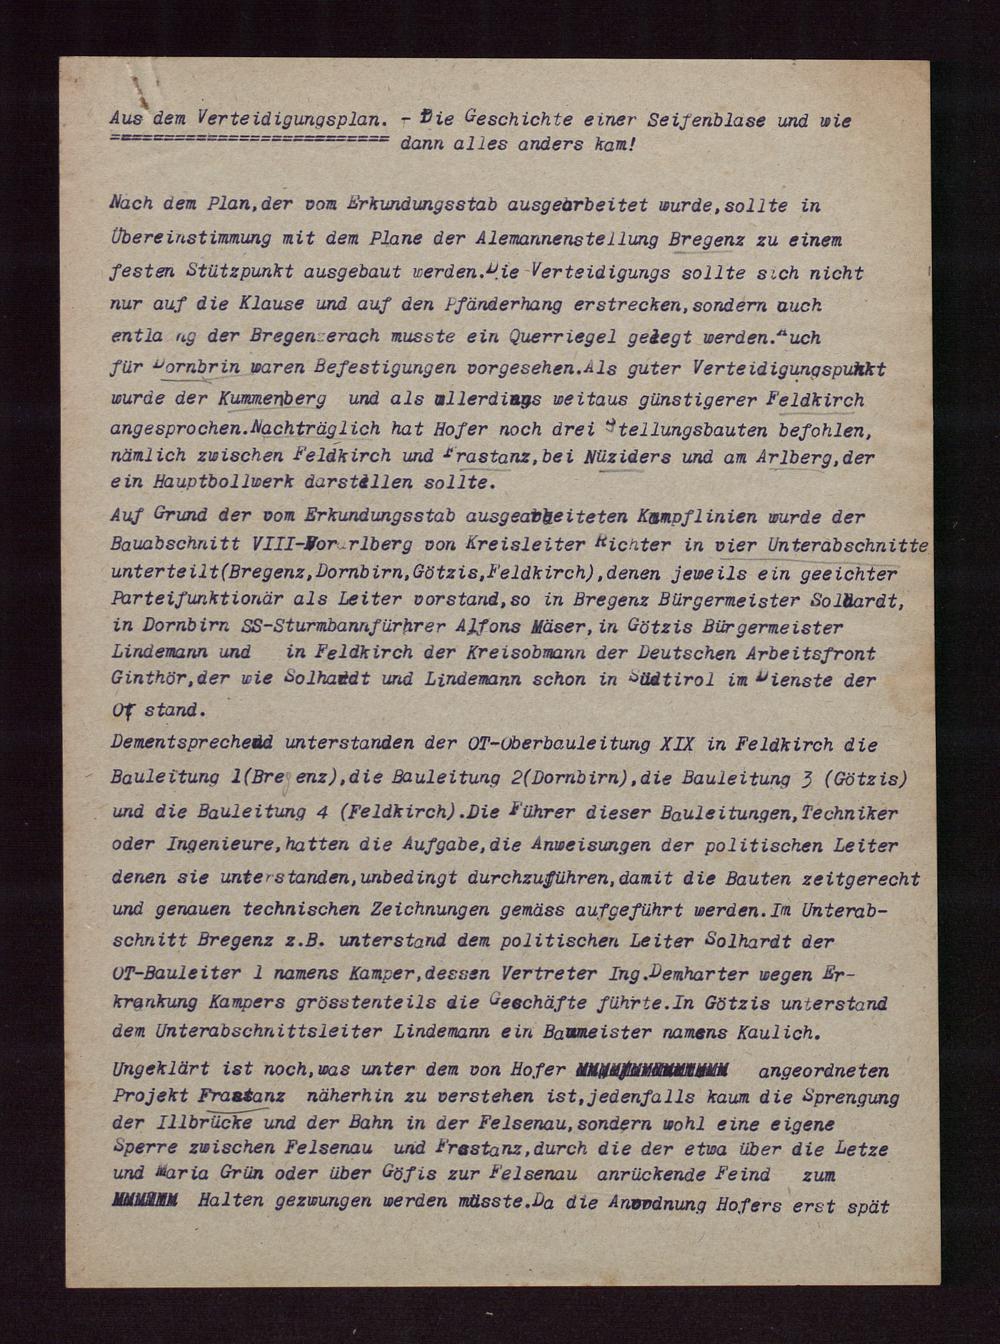 Aus dem Verteidigungsplan. - Die Geschichte einer Seifenblase und wie
dann alles anders kam!
Nach dem Plan,der vom Erkundungsstab ausgearbeitet wurde,sollte in
Übereinstimmung mit dem Plane der Alemannenstellung Bregenz zu einem
festen Stützpunkt ausgebaut werden.Die Verteidigungs sollte sich nicht
nur auf die Klause und auf den Pfänderhang erstrecken,sondern auch
entla ng der Bregenzerach musste ein Querriegel gelegt werden.Auch
für Dornbrin waren Befestigungen vorgesehen.Als guter Verteidigungspunkt
wurde der Kummenberg und als allerdings weitaus günstigerer Feldkirch
angesprochen.Nachträglich hat Hofer noch drei Stellungsbauten befohlen,
nämlich zwischen Feldkirch und Frastanz,bei Nüziders und am Arlberg,der
ein Hauptbollwerk darstellen sollte.
Auf Grund der vom Erkundungsstab ausgearbeiteten Kampflinien wurde der
Bauabschnitt VIII-Vorarlberg von Kreisleiter Richter in vier Unterabschnitte
unterteilt(Bregenz,Dornbirn,Götzis,Feldkirch),denen jeweils ein geeichter
Parteifunktionär als Leiter vorstand,so in Bregenz Bürgermeister Solhardt,
in Dornbirn SS-Sturmbannfürhrer Alfons Mäser,in Götzis Bürgermeister
Lindemann und in Feldkirch der Kreisobmann der Deutschen Arbeitsfront
Ginthör,der wie Solhardt und Lindemann schon in Südtirol im Dienste der
OT stand.
Dementsprechend unterstanden der OT-Oberbauleitung XIX in Feldkirch die
Bauleitung 1(Bregenz),die Bauleitung 2(Dornbirn),die Bauleitung 3 (Götzis)
und die Bauleitung 4 (Feldkirch).Die Führer dieser Bauleitungen,Techniker
oder Ingenieure,hatten die Aufgabe,die Anweisungen der politischen Leiter
denen sie unterstanden,unbedingt durchzuführen,damit die Bauten zeitgerecht
und genauen technischen Zeichnungen gemäss aufgeführt werden.Im Unterab-
schnitt Bregenz z.B. unterstand dem politischen Leiter Solhardt der
OT-Bauleiter 1 namens Kamper,dessen Vertreter Ing.Demharter wegen Er-
krankung Kampers grösstenteils die Geschäfte führte.In Götzis unterstand
dem Unterabschnittsleiter Lindemann ein Baumeister namens Kaulich.
Ungeklärt ist noch,was unter dem von Hofer angeordneten
Projekt Frastanz näherhin zu verstehen ist,jedenfalls kaum die Sprengung
der Illbrücke und der Bahn in der Felsenau,sondern wohl eine eigene
Sperre zwischen Felsenau und Frastanz,durch die der etwa über die Letze
und Maria Grün oder über Göfis zur Felsenau anrückende Feind zum
Halten gezwungen werden müsste.Da die Anordnung Hofers erst spät